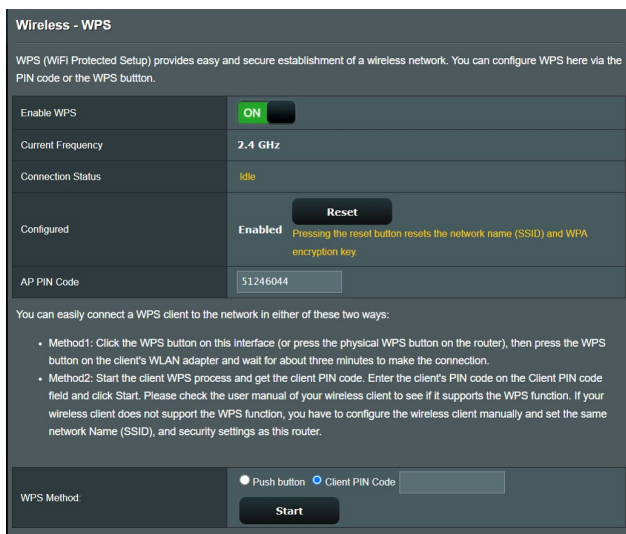 Wireless - WPS
WPS (WiFi Protected Setup) provides easy and secure establishment of a wireless network. You can configure WPS here via the
PIN code or the WPS buttton.
Enable WPS
ON
Current Frequency
2.4 GHz
Connection Status
Idle
Configured
Enabled
Reset
Pressing the reset button resets the network name (SSID) and WPA
encryption key.
AP PIN Code
51246044
You can easily connect a WPS client to the network in either of these two ways:
• Method1: Click the WPS button on this interface (or press the physical WPS button on the router), then press the WPS
button on the client's WLAN adapter and wait for about three minutes to make the connection.
• Method2: Start the client WPS process and get the client PIN code. Enter the client's PIN code on the Client PIN code
field and click Start. Please check the user manual of your wireless client to see if it supports the WPS function. If your
wireless client does not support the WPS function, you have to configure the wireless client manually and set the same
network Name (SSID), and security settings as this router.
WPS Method:
Push button Client PIN Code
Start